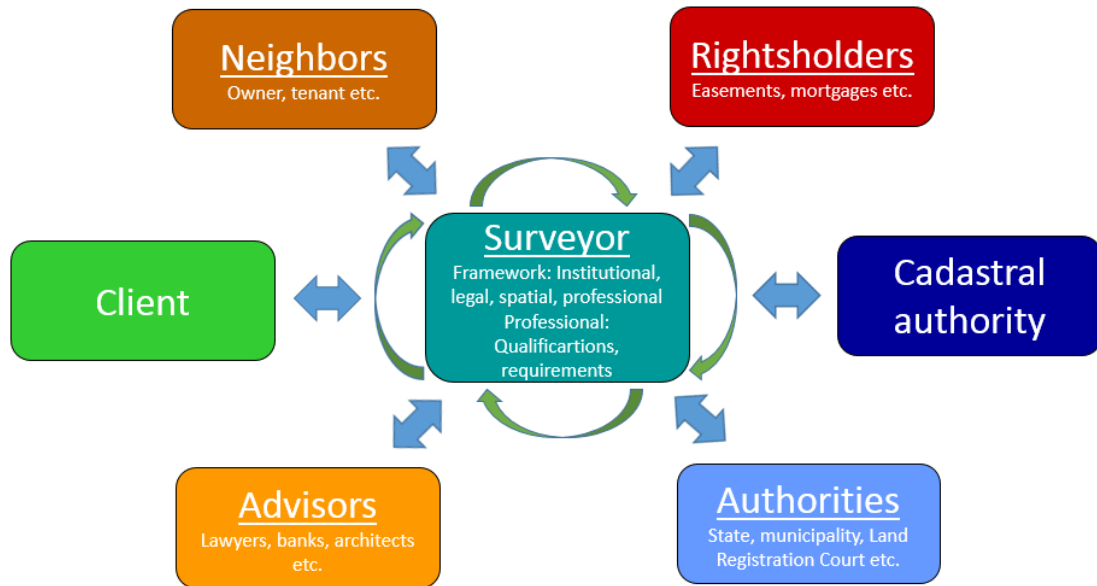 Neighbors
Owner, tenant etc.
Rightsholders
Easements, mortgages etc.
Client
Surveyor
Framework: Institutional,
legal, spatial, professional
Professional:
Qualificartions,
requirements
Cadastral
authority
Advisors
Lawyers, banks, architects
etc.
Authorities
State, municipality, Land
Registration Court etc.